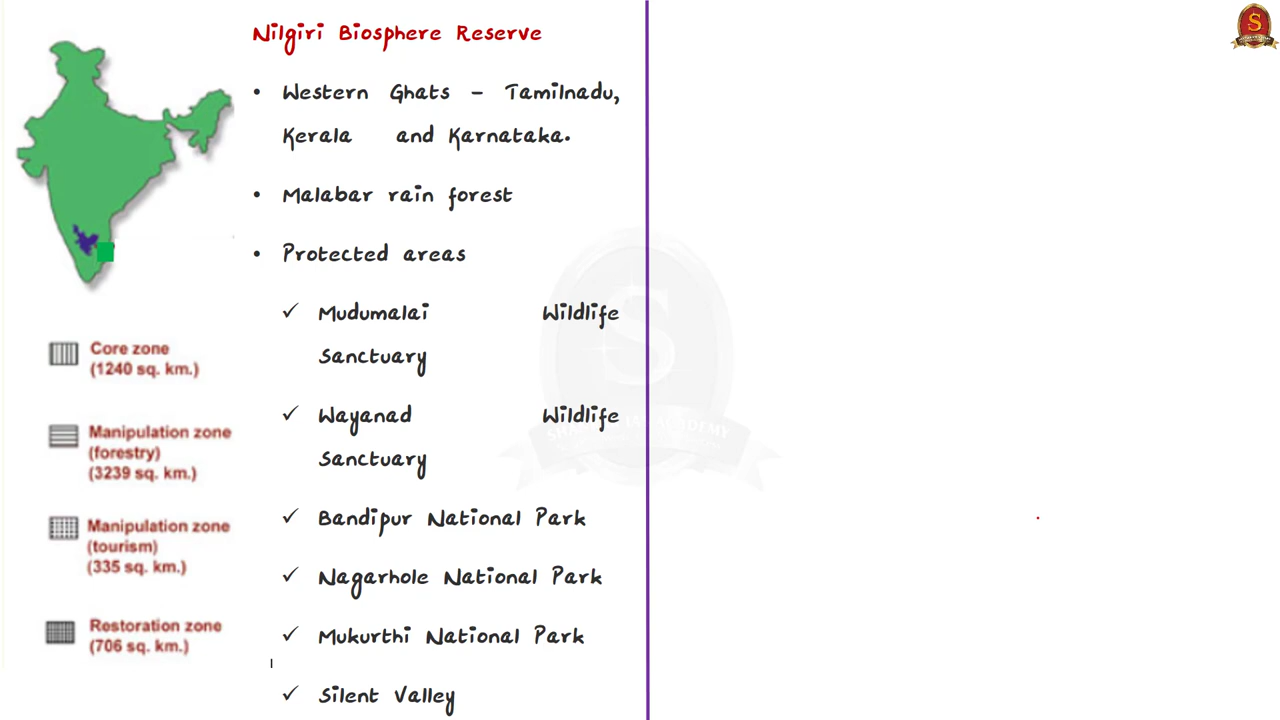 Nilgiri Biosphere Reserve
• Western Ghats - Tamilnadu,
Kerala and Karnataka.
• Malabar rain forest
• Protected areas
✓ Mudumalai Wildlife
Sanctuary
✓ Wayanad Wildlife
Sanctuary
✓ Bandipur National Park
✓ Nagarhole National Park
✓ Mukurthi National Park
✓ Silent Valley
Core zone
(1240 sq. km.)
Manipulation zone
(forestry)
(3239 sq. km.)
Manipulation zone
(tourism)
(335 sq. km.)
Restoration zone
(706 sq. km.)
S
S